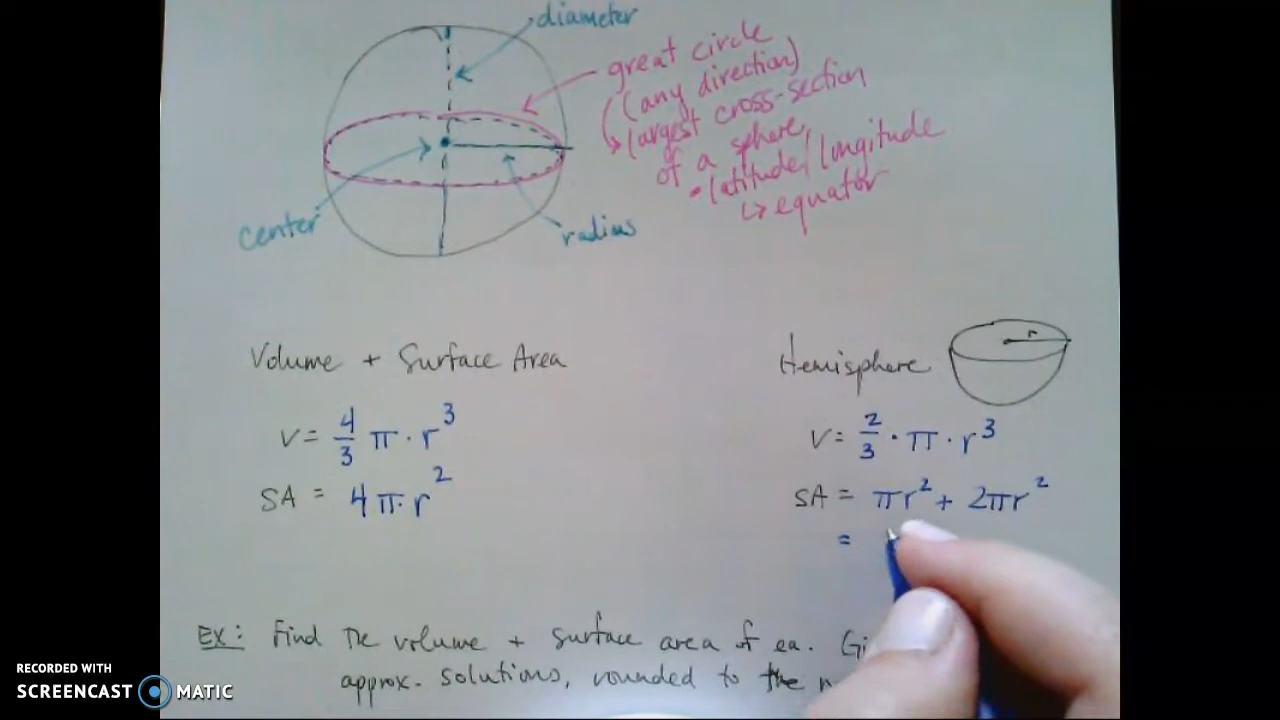 diameter
great circle
(any direction)
↳ largest cross-section
of a sphere
• latitude/longitude
↳ equator
center
radius
Volume + Surface Area
V = 4/3 π · r³
SA = 4π · r²
Hemisphere
r
V = 2/3 · π · r³
SA = πr² + 2πr²
=
Ex: Find the volume + surface area of ea.
approx. solutions, rounded to the
RECORDED WITH
SCREENCAST MATIC